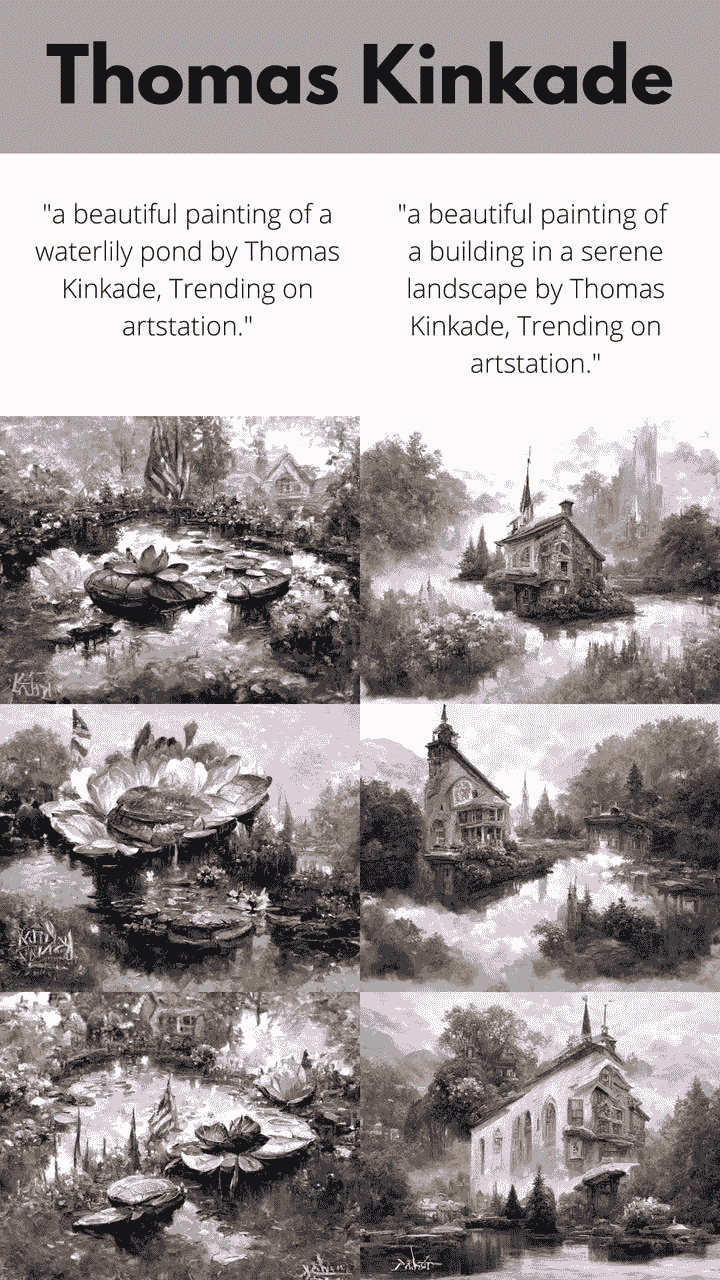 Thomas Kinkade
"a beautiful painting of a
waterlily pond by Thomas
Kinkade, Trending on
artstation."
"a beautiful painting of
a building in a serene
landscape by Thomas
Kinkade, Trending on
artstation."